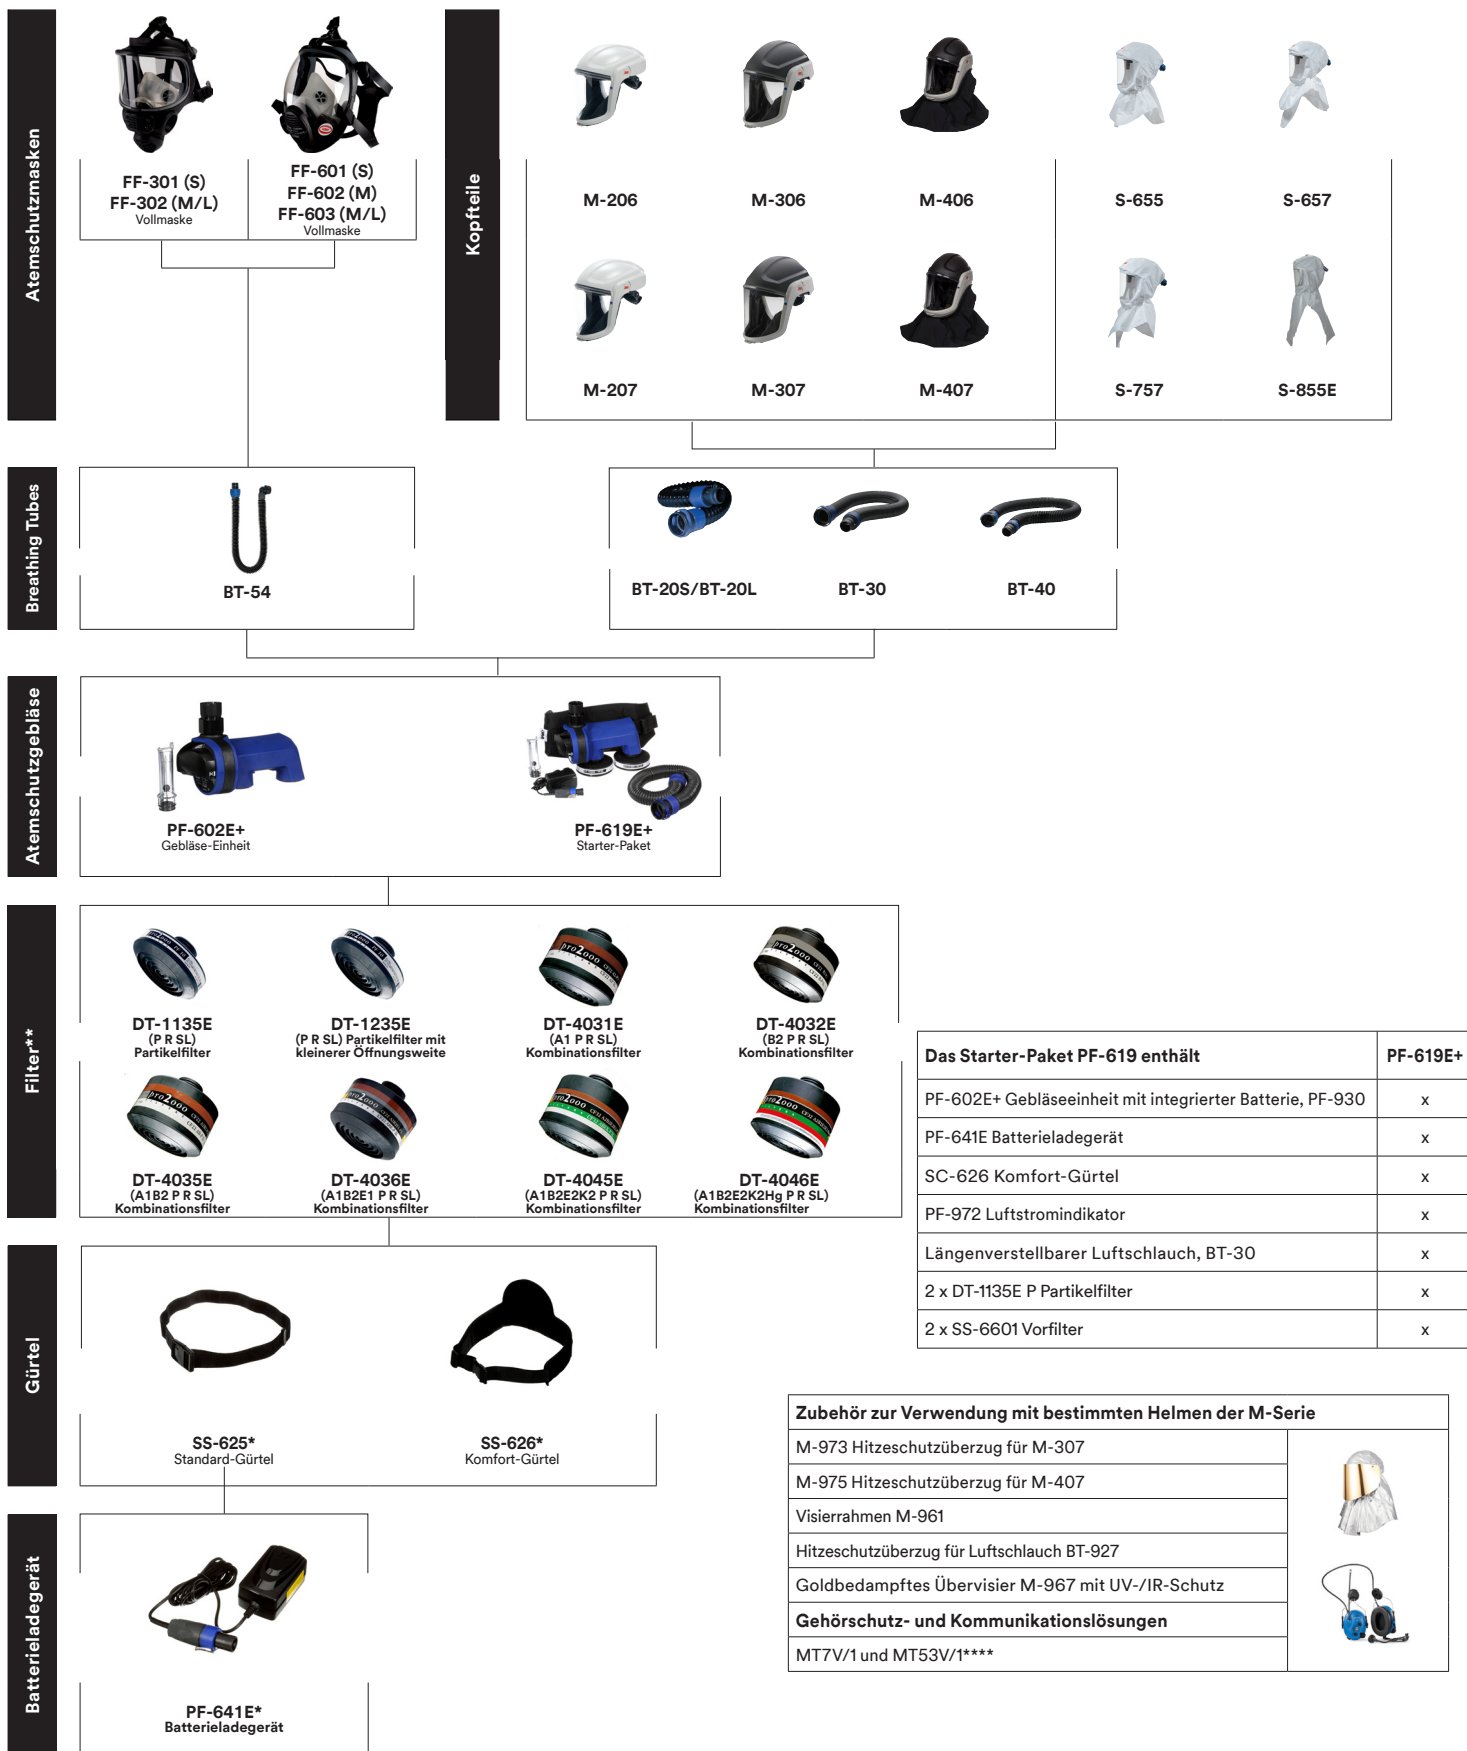 Atemschutzmasken
FF-301 (S)
FF-302 (M/L)
Vollmaske
FF-601 (S)
FF-602 (M)
FF-603 (M/L)
Vollmaske
Kopfteile
M-206
M-306
M-406
S-655
S-657
M-207
M-307
M-407
S-757
S-855E
Breathing Tubes
BT-54
BT-20S/BT-20L
BT-30
BT-40
Atemschutzgebläse
PF-602E+
Gebläse-Einheit
PF-619E+
Starter-Paket
Filter**
DT-1135E
(P R SL)
Partikelfilter
DT-1235E
(P R SL) Partikelfilter mit
kleinerer Öffnungsweite
DT-4031E
(A1 P R SL)
Kombinationsfilter
DT-4032E
(B2 P R SL)
Kombinationsfilter
DT-4035E
(A1B2 P R SL)
Kombinationsfilter
DT-4036E
(A1B2E1 P R SL)
Kombinationsfilter
DT-4045E
(A1B2E2K2 P R SL)
Kombinationsfilter
DT-4046E
(A1B2E2K2Hg P R SL)
Kombinationsfilter
Das Starter-Paket PF-619 enthält PF-619E+
PF-602E+ Gebläseeinheit mit integrierter Batterie, PF-930 x
PF-641E Batterieladegerät x
SC-626 Komfort-Gürtel x
PF-972 Luftstromindikator x
Längenverstellbarer Luftschlauch, BT-30 x
2 x DT-1135E P Partikelfilter x
2 x SS-6601 Vorfilter x
Gürtel
SS-625*
Standard-Gürtel
SS-626*
Komfort-Gürtel
Zubehör zur Verwendung mit bestimmten Helmen der M-Serie
M-973 Hitzeschutzüberzug für M-307
M-975 Hitzeschutzüberzug für M-407
Visierrahmen M-961
Hitzeschutzüberzug für Luftschlauch BT-927
Goldbedampftes Übervisier M-967 mit UV-/IR-Schutz
Gehörschutz- und Kommunikationslösungen
MT7V/1 und MT53V/1****
Batterieladegerät
PF-641E*
Batterieladegerät